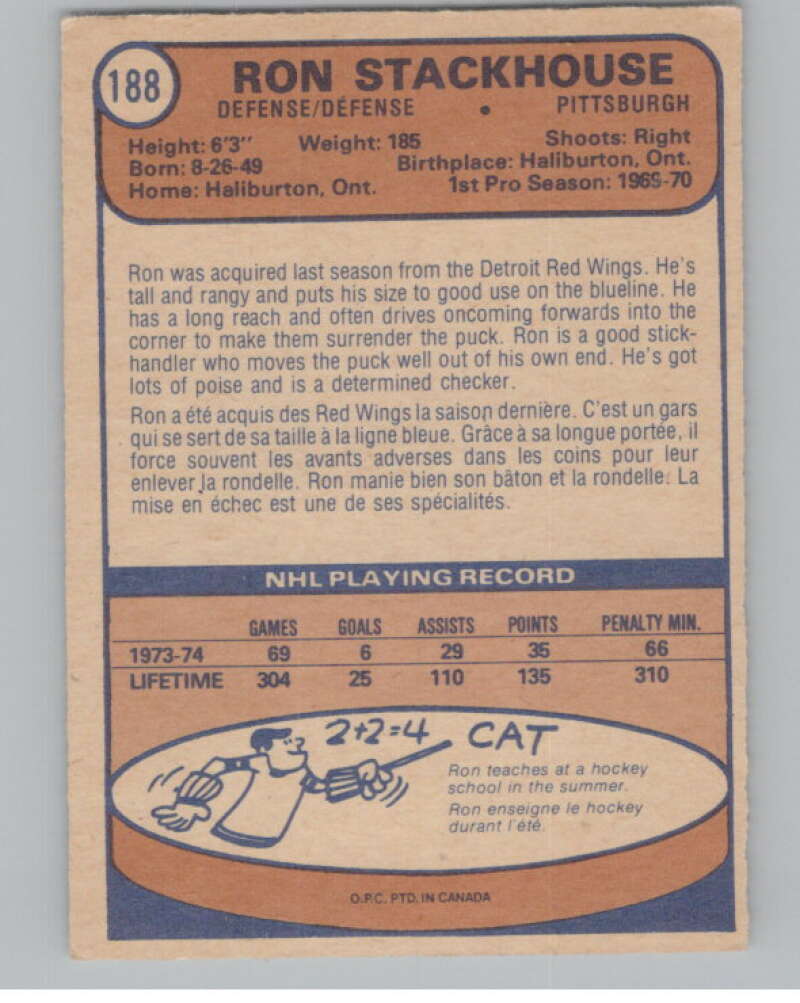 188
RON STACKHOUSE
DEFENSE/DÉFENSE • PITTSBURGH
Height: 6'3" Weight: 185 Shoots: Right
Born: 8-26-49 Birthplace: Haliburton, Ont.
Home: Haliburton, Ont. 1st Pro Season: 1969-70
Ron was acquired last season from the Detroit Red Wings. He's
tall and rangy and puts his size to good use on the blueline. He
has a long reach and often drives oncoming forwards into the
corner to make them surrender the puck. Ron is a good stick-
handler who moves the puck well out of his own end. He's got
lots of poise and is a determined checker.
Ron a été acquis des Red Wings la saison dernière. C'est un gars
qui se sert de sa taille à la ligne bleue. Grâce à sa longue portée, il
force souvent les avants adverses dans les coins pour leur
enlever la rondelle. Ron manie bien son bâton et la rondelle. La
mise en échec est une de ses spécialités.
NHL PLAYING RECORD
GAMES GOALS ASSISTS POINTS PENALTY MIN.
1973-74 69 6 29 35 66
LIFETIME 304 25 110 135 310
2+2=4 CAT
Ron teaches at a hockey
school in the summer.
Ron enseigne le hockey
durant l'été.
O.P.C. PTD. IN CANADA